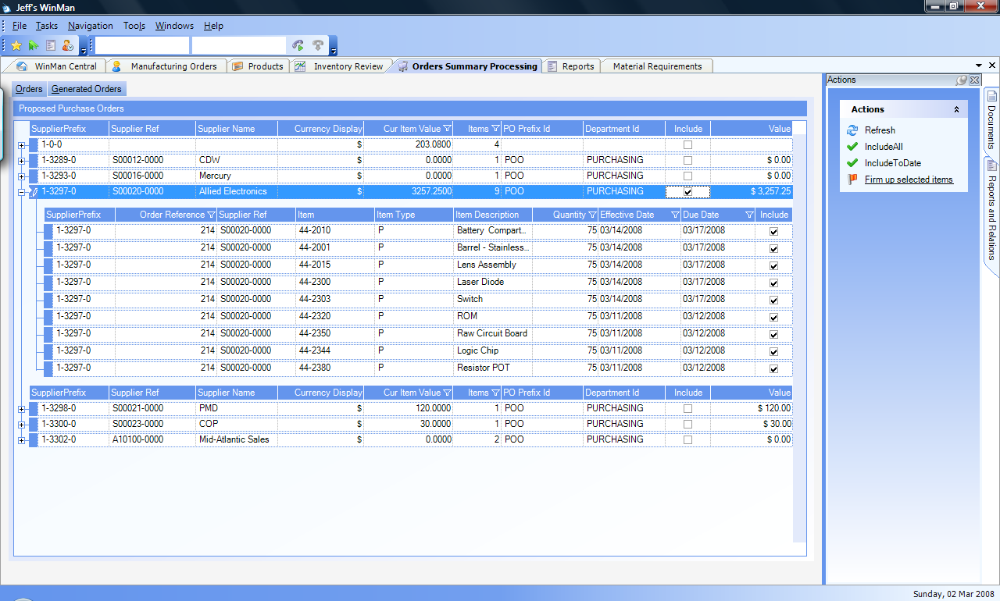 Jeff's WinMan
File Tasks Navigation Tools Windows Help
WinMan Central Manufacturing Orders Products Inventory Review Orders Summary Processing Reports Material Requirements
Orders Generated Orders
Proposed Purchase Orders
SupplierPrefix Supplier Ref Supplier Name Currency Display Cur Item Value Items PO Prefix Id Department Id Include Value
1-0-0 $ 203.0800 4
1-3289-0 S00012-0000 CDW $ 0.0000 1 POO PURCHASING $ 0.00
1-3293-0 S00016-0000 Mercury $ 0.0000 1 POO PURCHASING $ 0.00
1-3297-0 S00020-0000 Allied Electronics $ 3257.2500 9 POO PURCHASING $ 3,257.25
SupplierPrefix Order Reference Supplier Ref Item Item Type Item Description Quantity Effective Date Due Date Include
1-3297-0 214 S00020-0000 44-2010 P Battery Compart... 75 03/14/2008 03/17/2008
1-3297-0 214 S00020-0000 44-2001 P Barrel - Stainless... 75 03/14/2008 03/17/2008
1-3297-0 214 S00020-0000 44-2015 P Lens Assembly 75 03/14/2008 03/17/2008
1-3297-0 214 S00020-0000 44-2300 P Laser Diode 75 03/14/2008 03/17/2008
1-3297-0 214 S00020-0000 44-2303 P Switch 75 03/14/2008 03/17/2008
1-3297-0 214 S00020-0000 44-2320 P ROM 75 03/11/2008 03/12/2008
1-3297-0 214 S00020-0000 44-2350 P Raw Circuit Board 75 03/11/2008 03/12/2008
1-3297-0 214 S00020-0000 44-2344 P Logic Chip 75 03/11/2008 03/12/2008
1-3297-0 214 S00020-0000 44-2380 P Resistor POT 75 03/11/2008 03/12/2008
SupplierPrefix Supplier Ref Supplier Name Currency Display Cur Item Value Items PO Prefix Id Department Id Include Value
1-3298-0 S00021-0000 PMD $ 120.0000 1 POO PURCHASING $ 120.00
1-3300-0 S00023-0000 COP $ 30.0000 1 POO PURCHASING $ 30.00
1-3302-0 A10100-0000 Mid-Atlantic Sales $ 0.0000 2 POO PURCHASING $ 0.00
Actions
Actions
Refresh
IncludeAll
IncludeToDate
Firm up selected items
Documents
Reports and Relations
Sunday, 02 Mar 2008